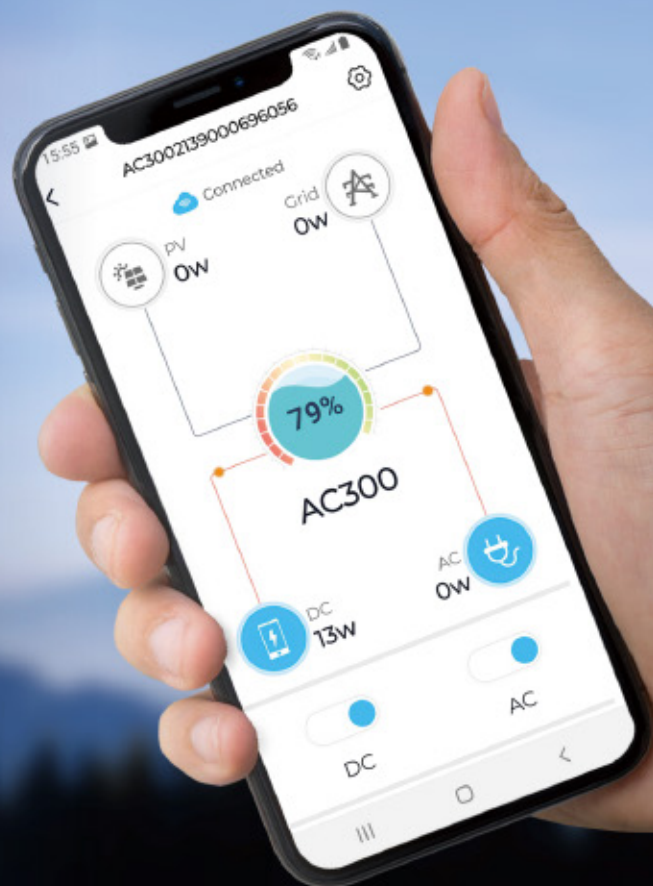 15:55
AC3002139000696056
Connected
PV
0W
Grid
0W
79%
AC300
DC
13W
AC
0W
DC
AC